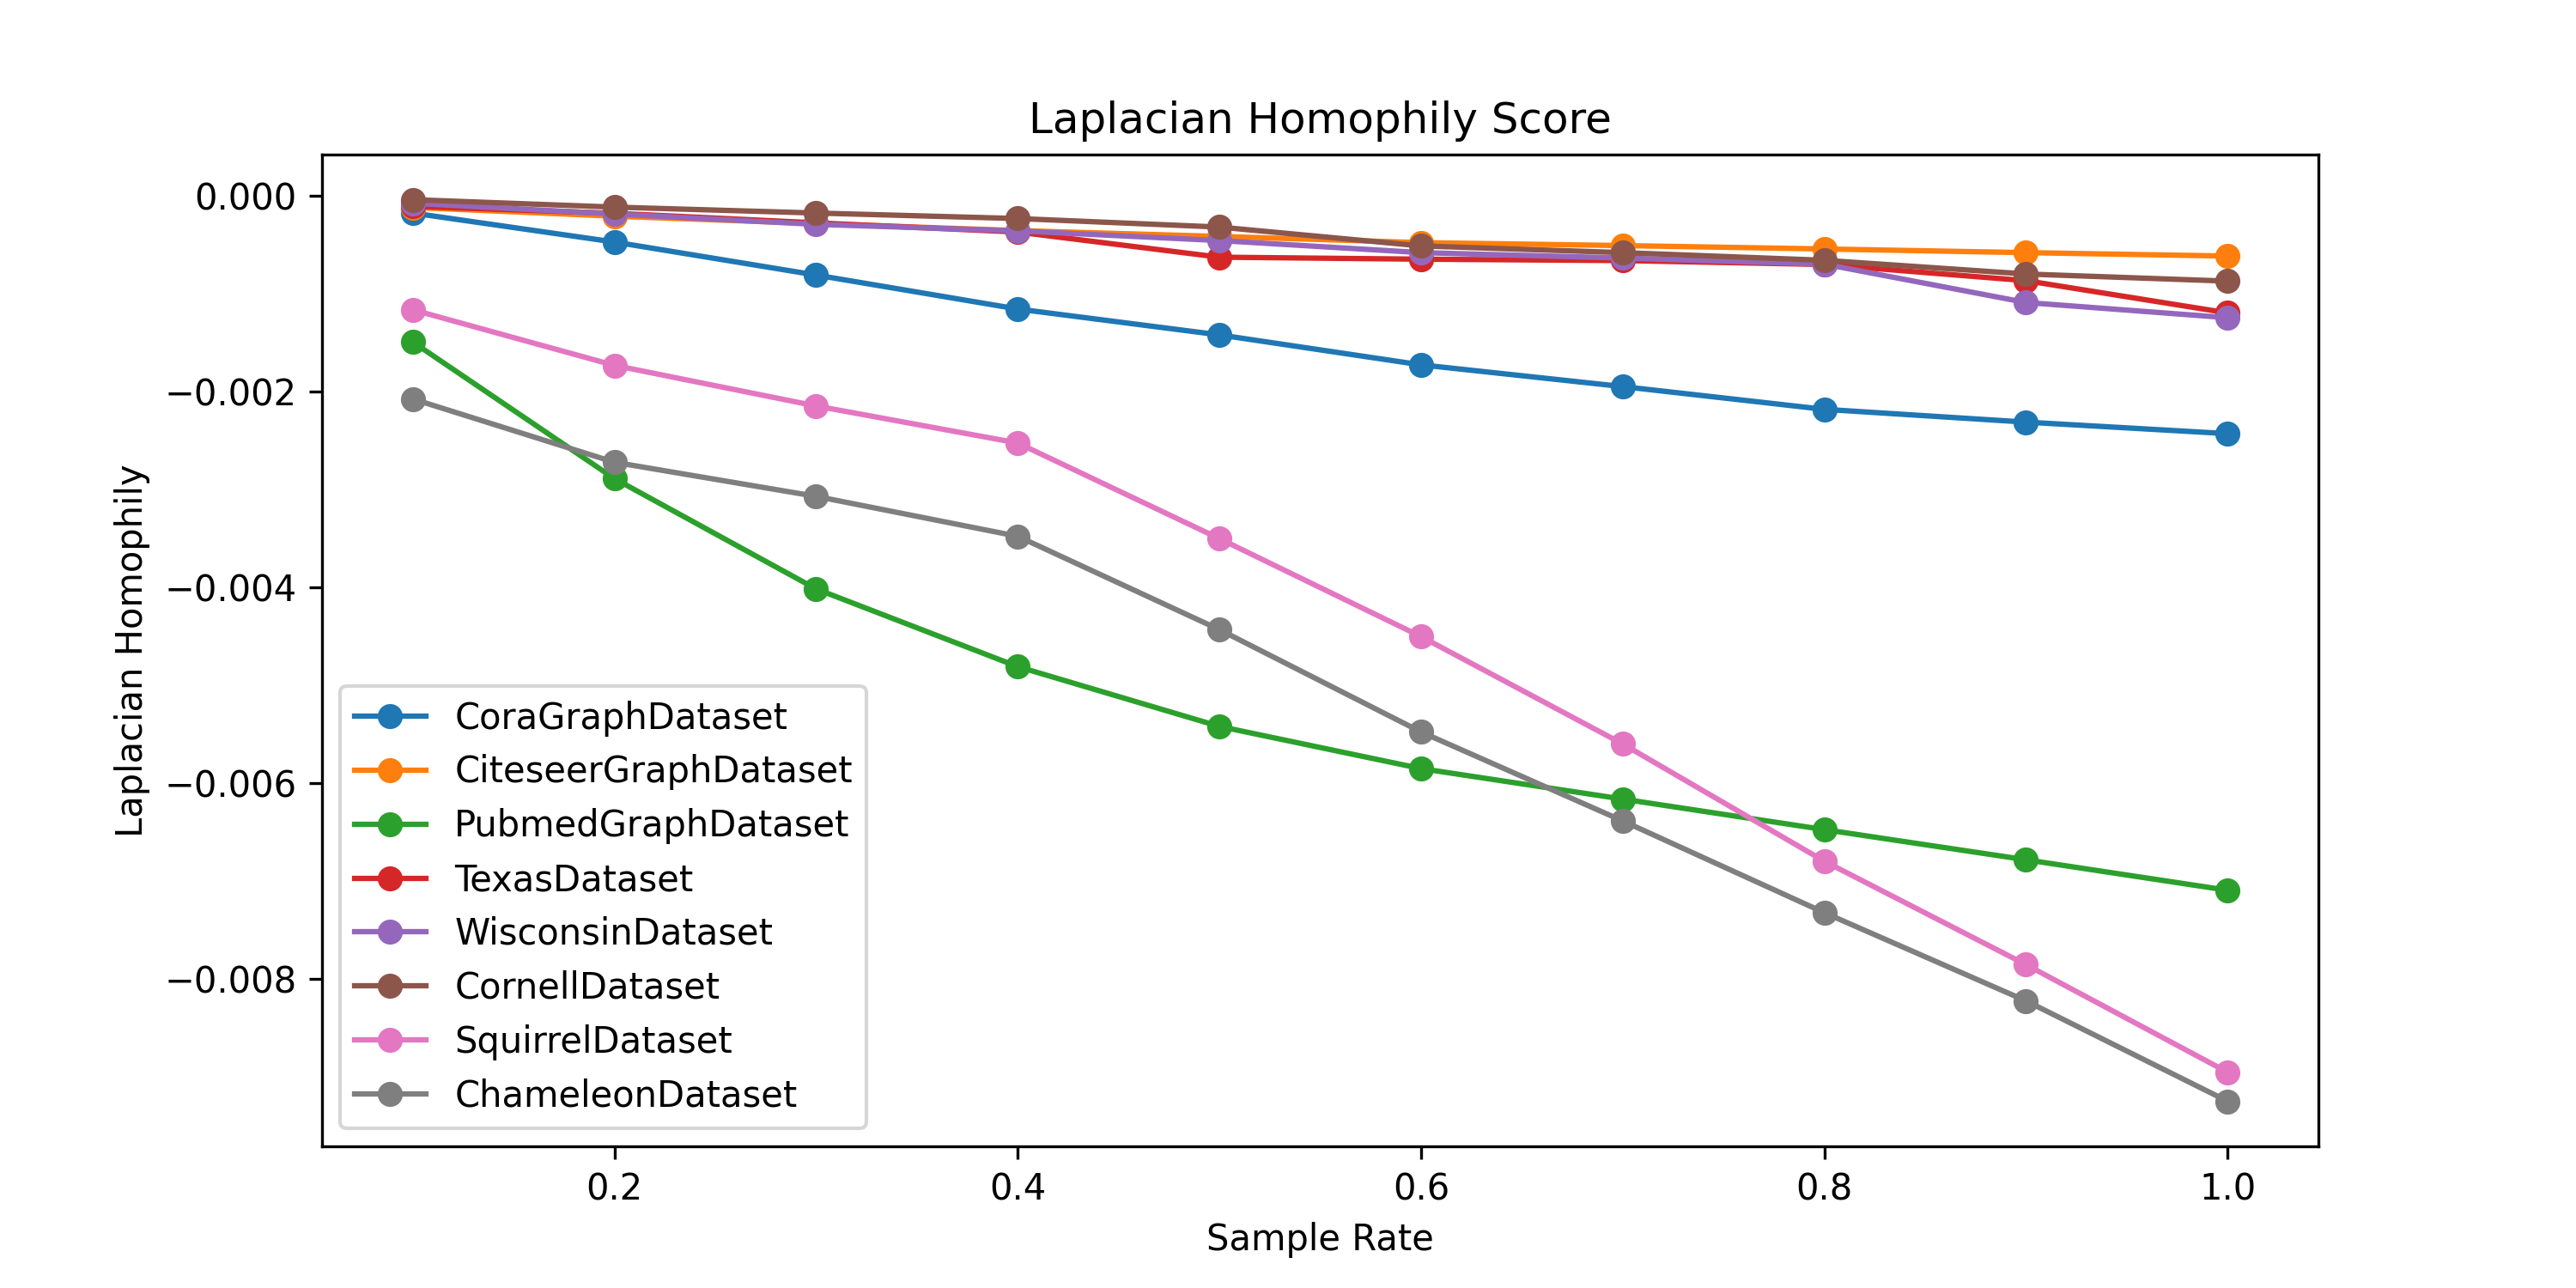 Laplacian Homophily Score
0.000
−0.002
−0.004
−0.006
−0.008
Laplacian Homophily
CoraGraphDataset
CiteseerGraphDataset
PubmedGraphDataset
TexasDataset
WisconsinDataset
CornellDataset
SquirrelDataset
ChameleonDataset
0.2 0.4 0.6 0.8 1.0
Sample Rate